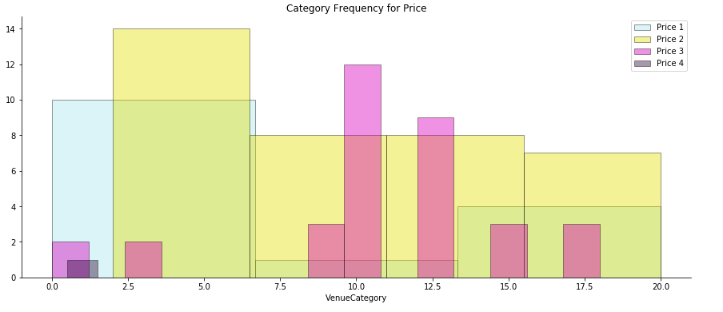 Category Frequency for Price
Price 1
Price 2
Price 3
Price 4
14
12
10
8
6
4
2
0
0.0 2.5 5.0 7.5 10.0 12.5 15.0 17.5 20.0
VenueCategory